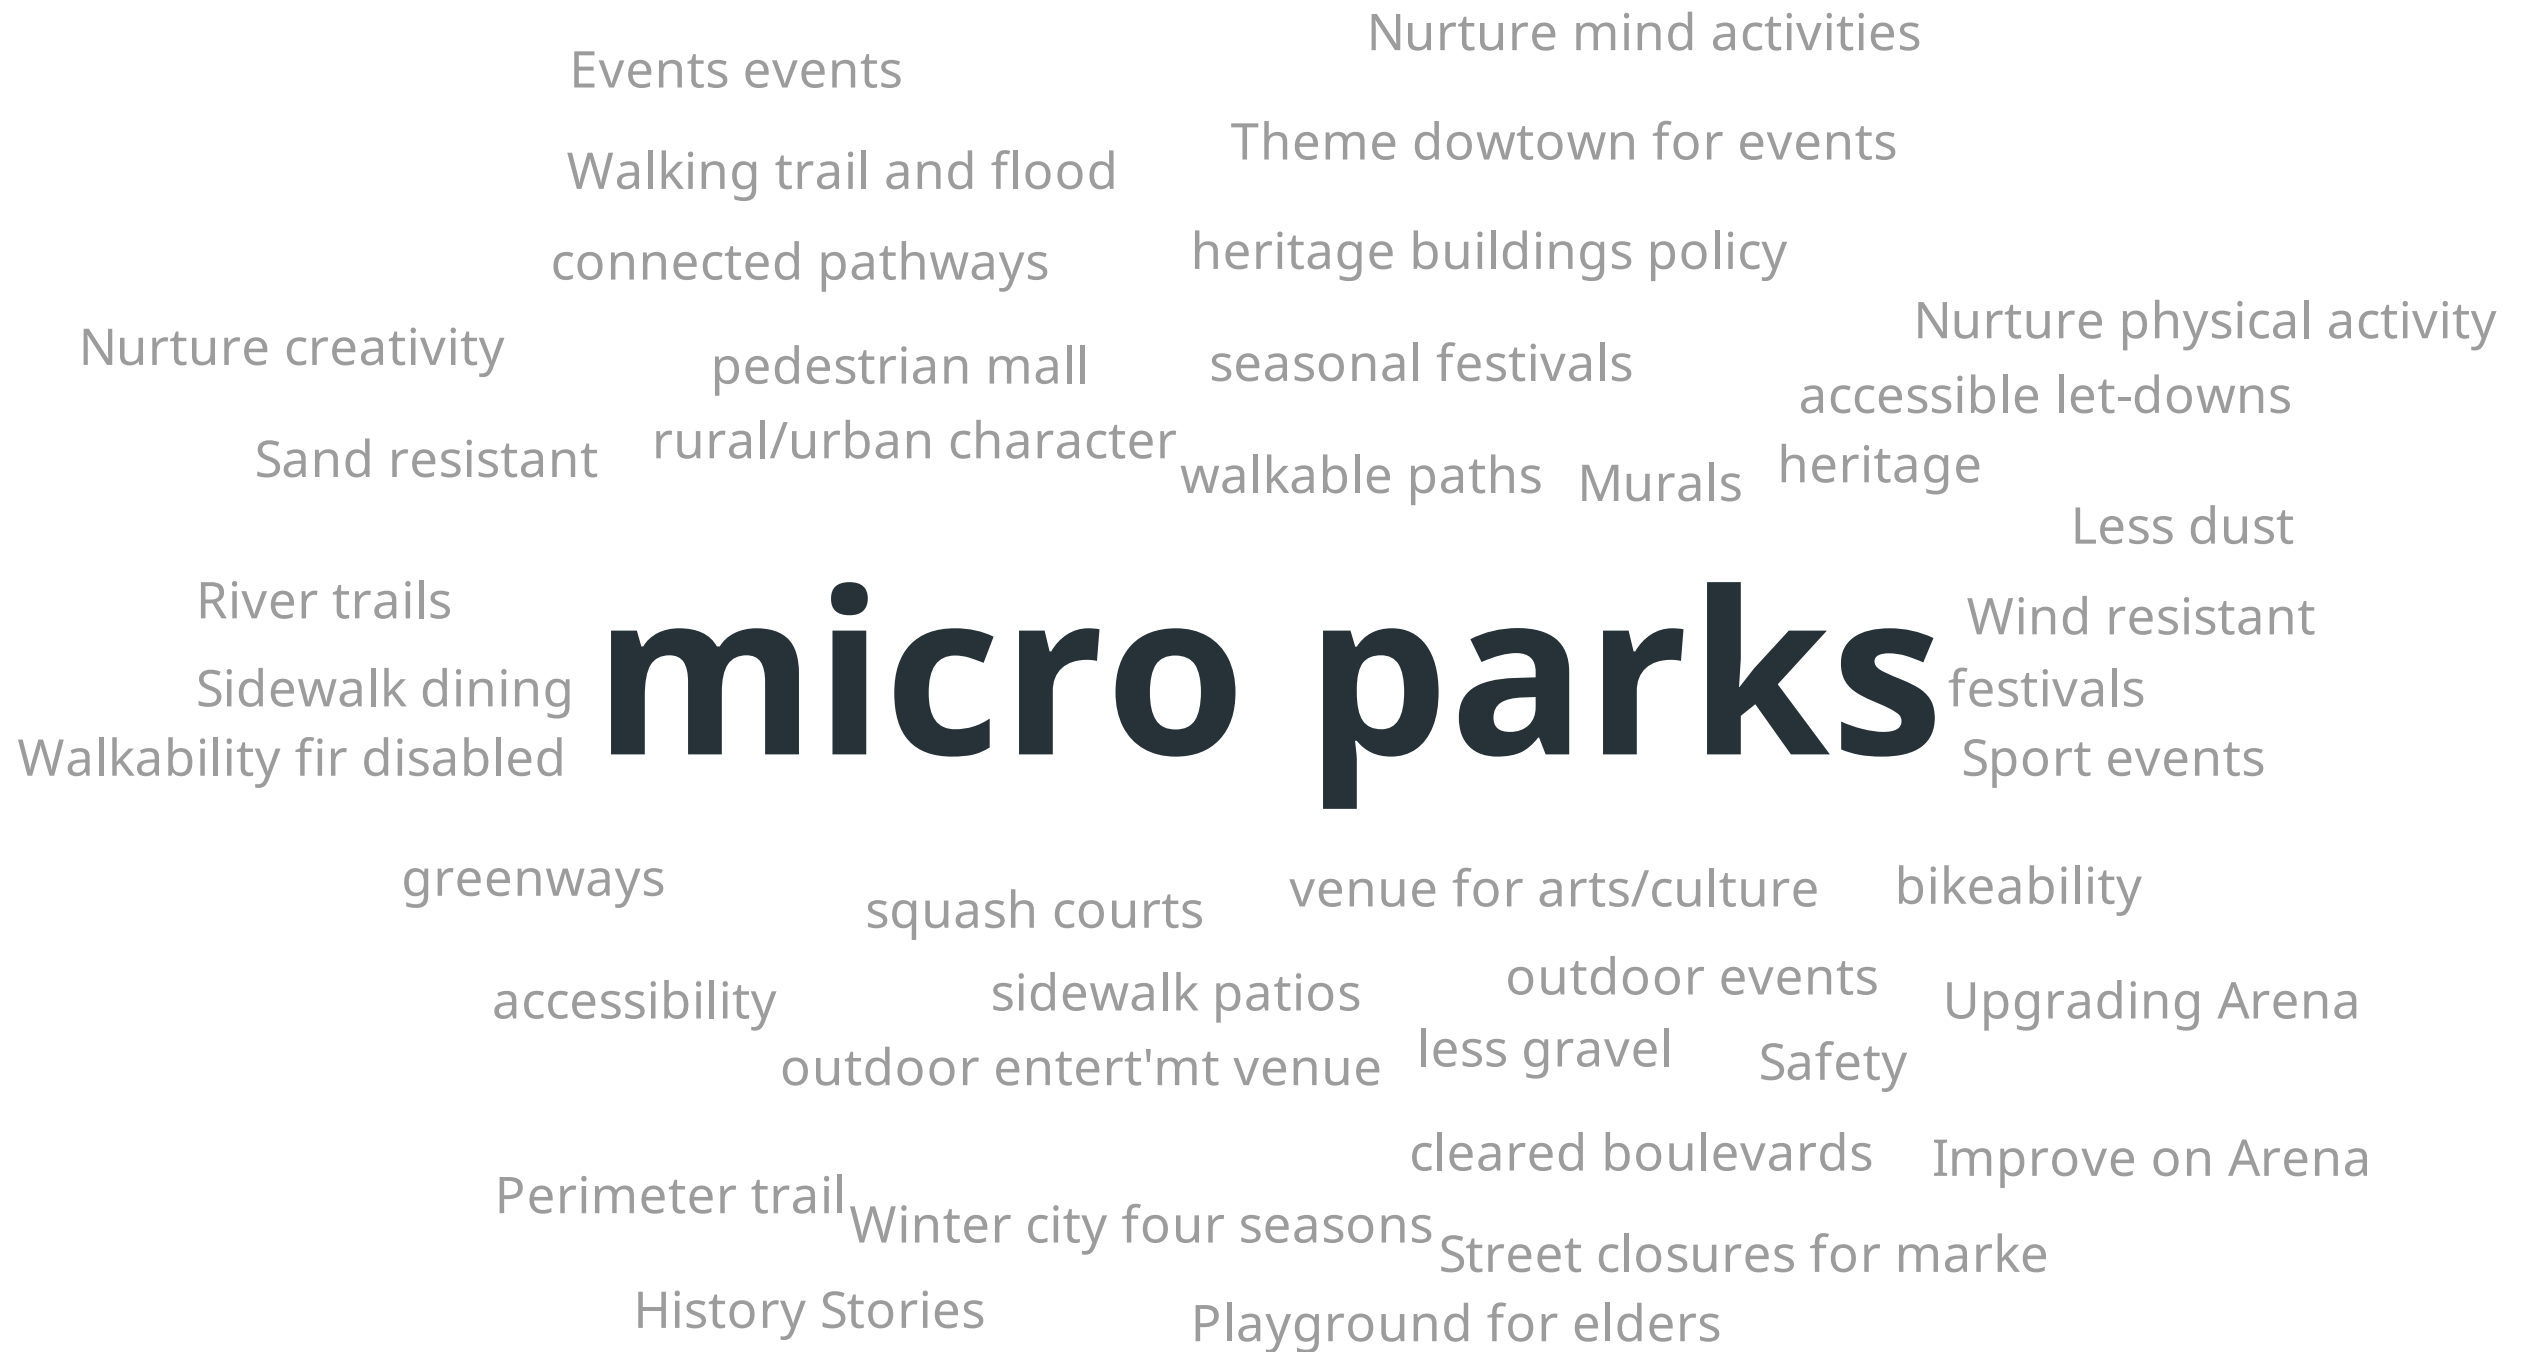 Nurture mind activities
Events events
Theme dowtown for events
Walking trail and flood
heritage buildings policy
connected pathways
Nurture physical activity
Nurture creativity
pedestrian mall
seasonal festivals
accessible let-downs
rural/urban character
Sand resistant
walkable paths
Murals
heritage
Less dust
River trails
micro parks
Wind resistant
Sidewalk dining
festivals
Walkability fir disabled
Sport events
greenways
squash courts
venue for arts/culture
bikeability
accessibility
sidewalk patios
outdoor events
Upgrading Arena
outdoor entert'mt venue
less gravel
Safety
cleared boulevards
Improve on Arena
Perimeter trail
Winter city four seasons
Street closures for marke
History Stories
Playground for elders